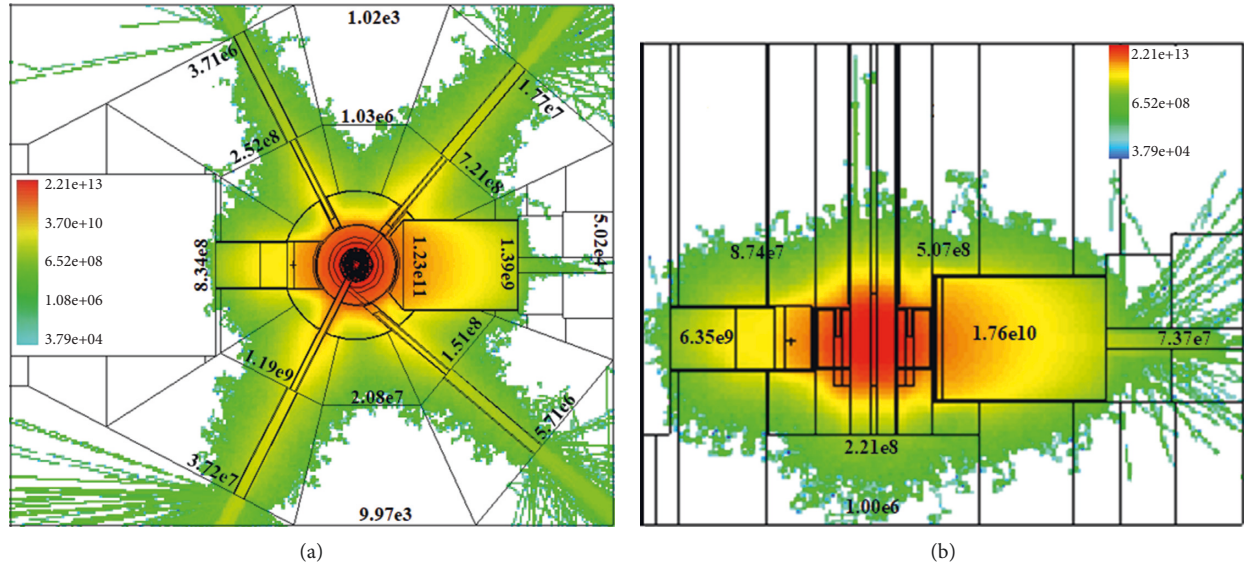 1.02e3
3.71e6
1.77e7
1.03e6
2.52e8
7.21e8
2.21e+13
3.70e+10
6.52e+08
1.08e+06
3.79e+04
8.34e8
1.23e11
1.39e9
5.02e4
1.19e9
1.51e8
2.08e7
5.71e6
3.72e7
9.97e3
(a)
2.21e+13
6.52e+08
3.79e+04
8.74e7
5.07e8
6.35e9
1.76e10
7.37e7
2.21e8
1.00e6
(b)